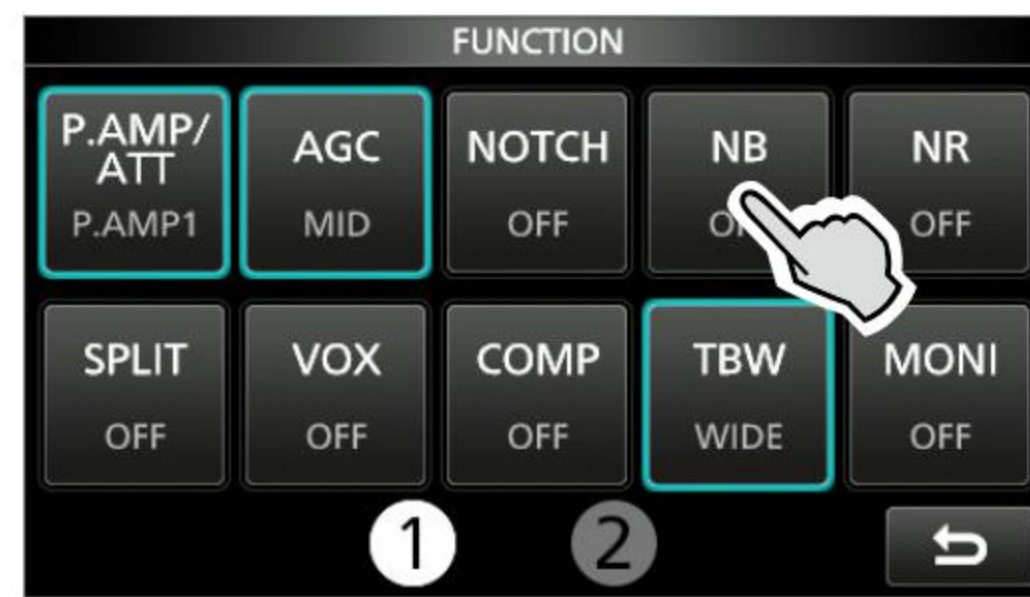 FUNCTION
P.AMP/
ATT
P.AMP1
AGC
MID
NOTCH
OFF
NB
NR
OFF
SPLIT
OFF
VOX
OFF
COMP
OFF
TBW
WIDE
MONI
OFF
1
2